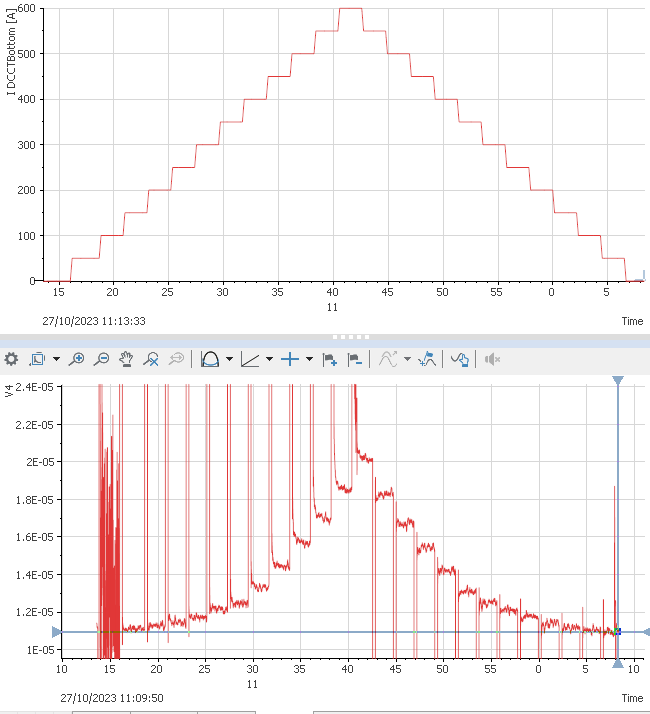 I DCCTBottom [A]
600
500
400
300
200
100
0
15 20 25 30 35 40 45 50 55 0 5
11
27/10/2023 11:13:33 Time
V4
2.4E-05
2.2E-05
2E-05
1.8E-05
1.6E-05
1.4E-05
1.2E-05
1E-05
10 15 20 25 30 35 40 45 50 55 0 5 10
11
27/10/2023 11:09:50 Time